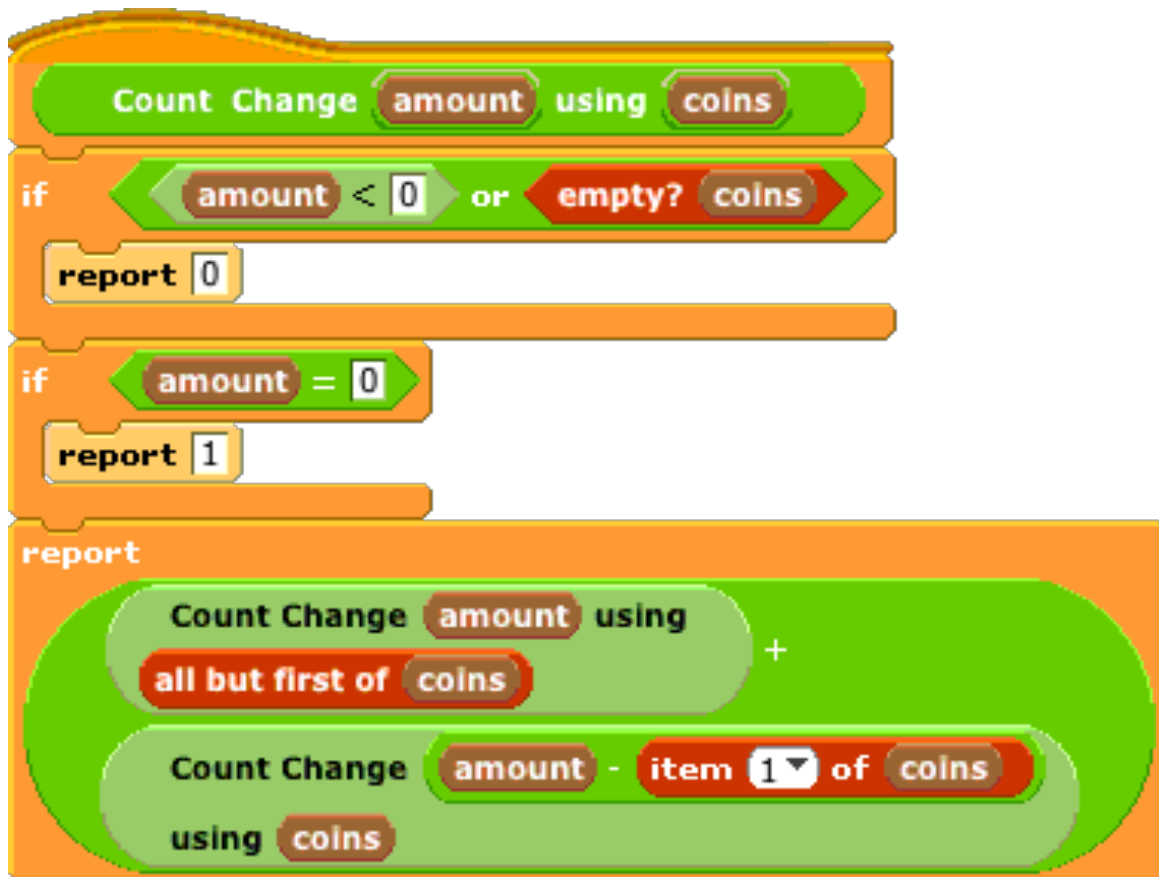 Count Change amount using coins
if amount < 0 or empty? coins
report 0
if amount = 0
report 1
report
Count Change amount using
all but first of coins +
Count Change amount - item 1 of coins
using coins